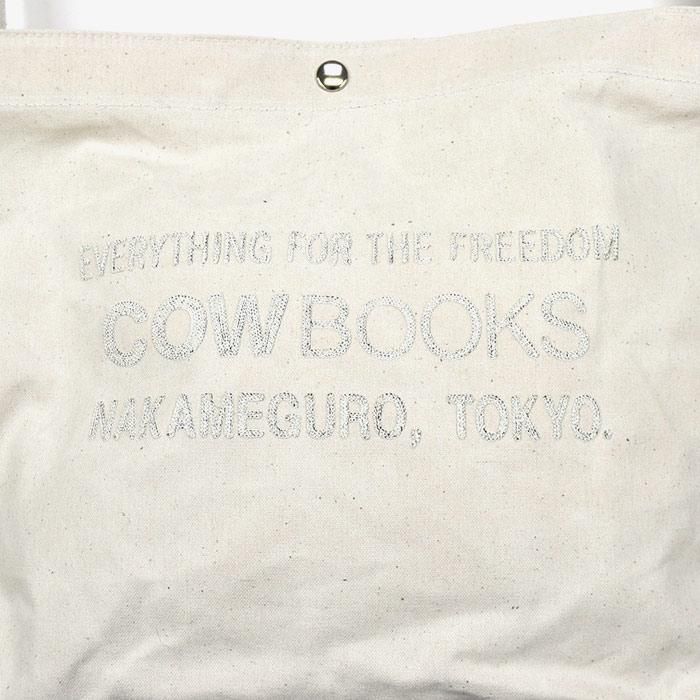 EVERYTHING FOR THE FREEDOM
COW BOOKS
NAKAMEGURO, TOKYO.